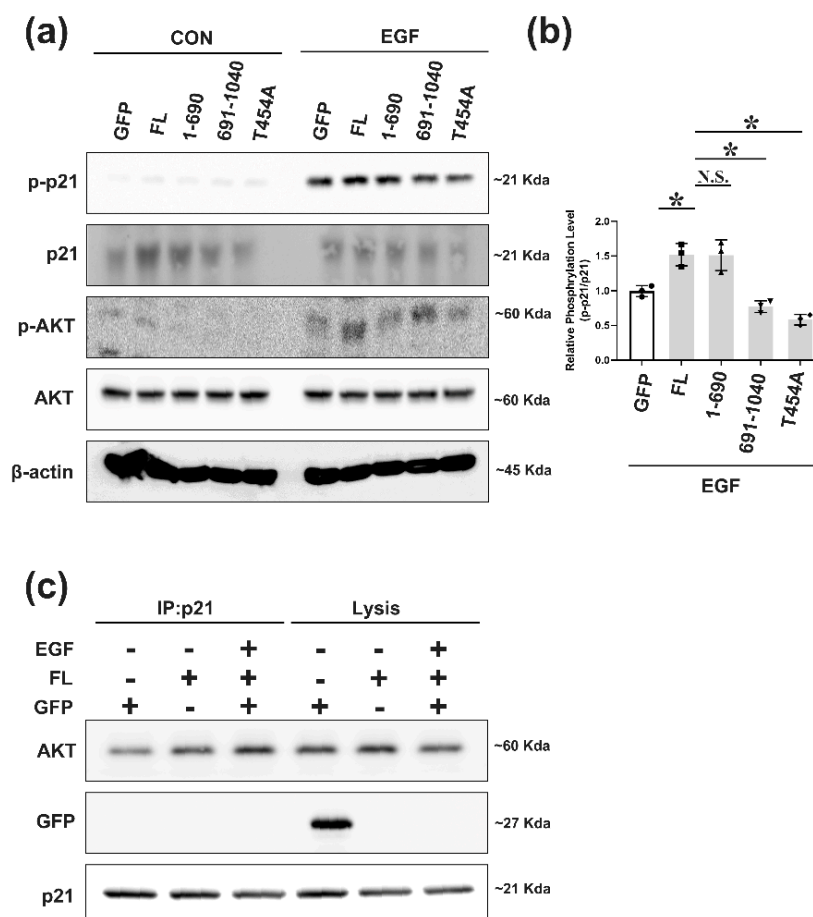 (a)
CON EGF
GFP FL 1-690 691-1040 T454A GFP FL 1-690 691-1040 T454A
p-p21 ~21 Kda
p21 ~21 Kda
p-AKT ~60 Kda
AKT ~60 Kda
β-actin ~45 Kda
(b)
*
*
N.S.
*
Relative Phosphrylation Level
(p-p21/p21)
2.0
1.5
1.0
0.5
0.0
GFP FL 1-690 691-1040 T454A
EGF
(c)
IP:p21 Lysis
EGF - - + - - +
FL - + + - + +
GFP + - + + - +
AKT ~60 Kda
GFP ~27 Kda
p21 ~21 Kda